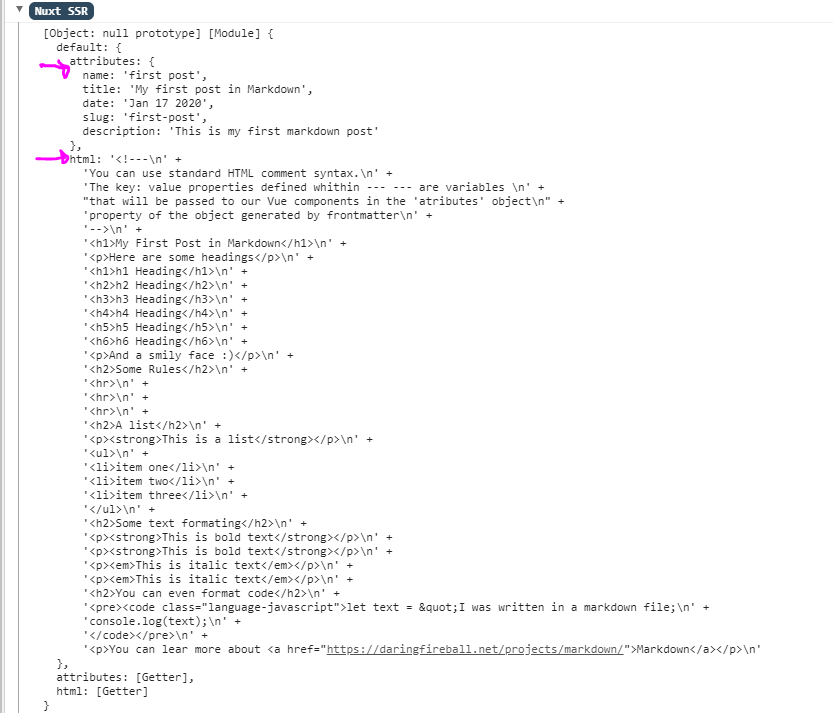 Nuxt SSR
[Object: null prototype] [Module] {
default: {
attributes: {
name: 'first post',
title: 'My first post in Markdown',
date: 'Jan 17 2020',
slug: 'first-post',
description: 'This is my first markdown post'
},
html: '<!---\n' +
'You can use standard HTML comment syntax.\n' +
'The key: value properties defined whithin --- --- are variables \n' +
"that will be passed to our Vue components in the 'atributes' object\n" +
'property of the object generated by frontmatter\n' +
'-->\n' +
'<h1>My First Post in Markdown</h1>\n' +
'<p>Here are some headings</p>\n' +
'<h1>h1 Heading</h1>\n' +
'<h2>h2 Heading</h2>\n' +
'<h3>h3 Heading</h3>\n' +
'<h4>h4 Heading</h4>\n' +
'<h5>h5 Heading</h5>\n' +
'<h6>h6 Heading</h6>\n' +
'<p>And a smily face :)</p>\n' +
'<h2>Some Rules</h2>\n' +
'<hr>\n' +
'<hr>\n' +
'<hr>\n' +
'<h2>A list</h2>\n' +
'<p><strong>This is a list</strong></p>\n' +
'<ul>\n' +
'<li>item one</li>\n' +
'<li>item two</li>\n' +
'<li>item three</li>\n' +
'</ul>\n' +
'<h2>Some text formating</h2>\n' +
'<p><strong>This is bold text</strong></p>\n' +
'<p><strong>This is bold text</strong></p>\n' +
'<p><em>This is italic text</em></p>\n' +
'<p><em>This is italic text</em></p>\n' +
'<h2>You can even format code</h2>\n' +
'<pre><code class="language-javascript">let text = &quot;I was written in a markdown file;\n' +
'console.log(text);\n' +
'</code></pre>\n' +
'<p>You can lear more about <a href="https://daringfireball.net/projects/markdown/">Markdown</a></p>\n'
},
attributes: [Getter],
html: [Getter]
}